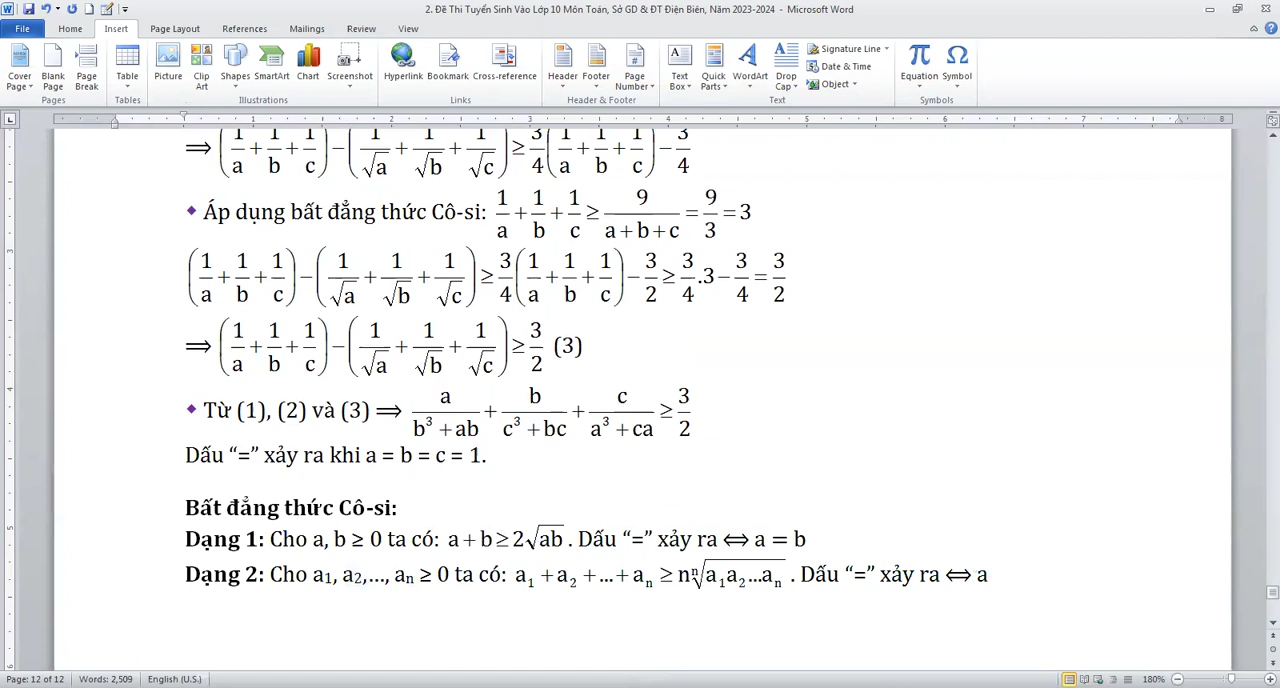 2. Đề Thi Tuyển Sinh Vào Lớp 10 Môn Toán, Sở GD & ĐT Điện Biên, Năm 2023-2024 - Microsoft Word
File Home Insert Page Layout References Mailings Review View
Cover Page Blank Page Page Break Table Picture Clip Art Shapes SmartArt Chart Screenshot Hyperlink Bookmark Cross-reference Header Footer Page Number Text Box Quick Parts WordArt Drop Cap Signature Line Date & Time Object Equation Symbol
Pages Tables Illustrations Links Header & Footer Text Symbols
1 2 3 4 5 6 7 8
⟹ (1/a + 1/b + 1/c) − (1/√a + 1/√b + 1/√c) ≥ 3/4 (1/a + 1/b + 1/c) − 3/4
Áp dụng bất đẳng thức Cô-si: 1/a + 1/b + 1/c ≥ 9/(a + b + c) = 9/3 = 3
(1/a + 1/b + 1/c) − (1/√a + 1/√b + 1/√c) ≥ 3/4 (1/a + 1/b + 1/c) − 3/2 ≥ 3/4 .3 − 3/4 = 3/2
⟹ (1/a + 1/b + 1/c) − (1/√a + 1/√b + 1/√c) ≥ 3/2 (3)
Từ (1), (2) và (3) ⟹ a/(b³ + ab) + b/(c³ + bc) + c/(a³ + ca) ≥ 3/2
Dấu “=” xảy ra khi a = b = c = 1.
Bất đẳng thức Cô-si:
Dạng 1: Cho a, b ≥ 0 ta có: a + b ≥ 2√ab . Dấu “=” xảy ra ⟺ a = b
Dạng 2: Cho a₁, a₂,..., aₙ ≥ 0 ta có: a₁ + a₂ + ... + aₙ ≥ n ⁿ√a₁a₂...aₙ . Dấu “=” xảy ra ⟺ a
Page: 12 of 12 Words: 2,509 English (U.S.) 180%